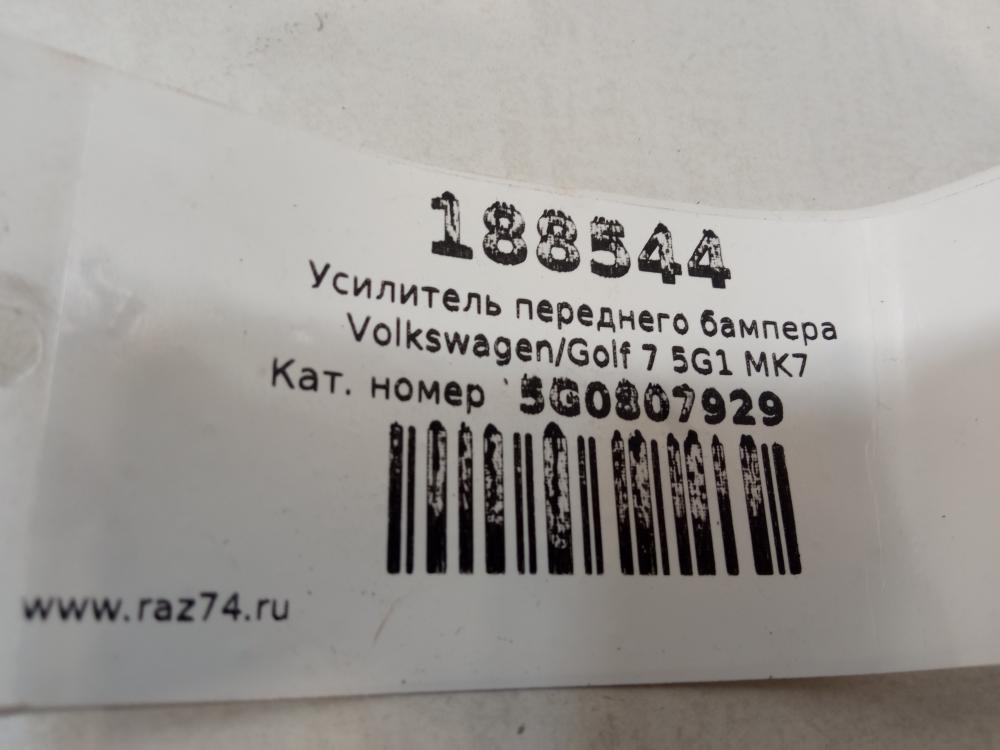 188544
Усилитель переднего бампера
Volkswagen/Golf 7 5G1 MK7
Кат. номер 5G0807929
www.raz74.ru